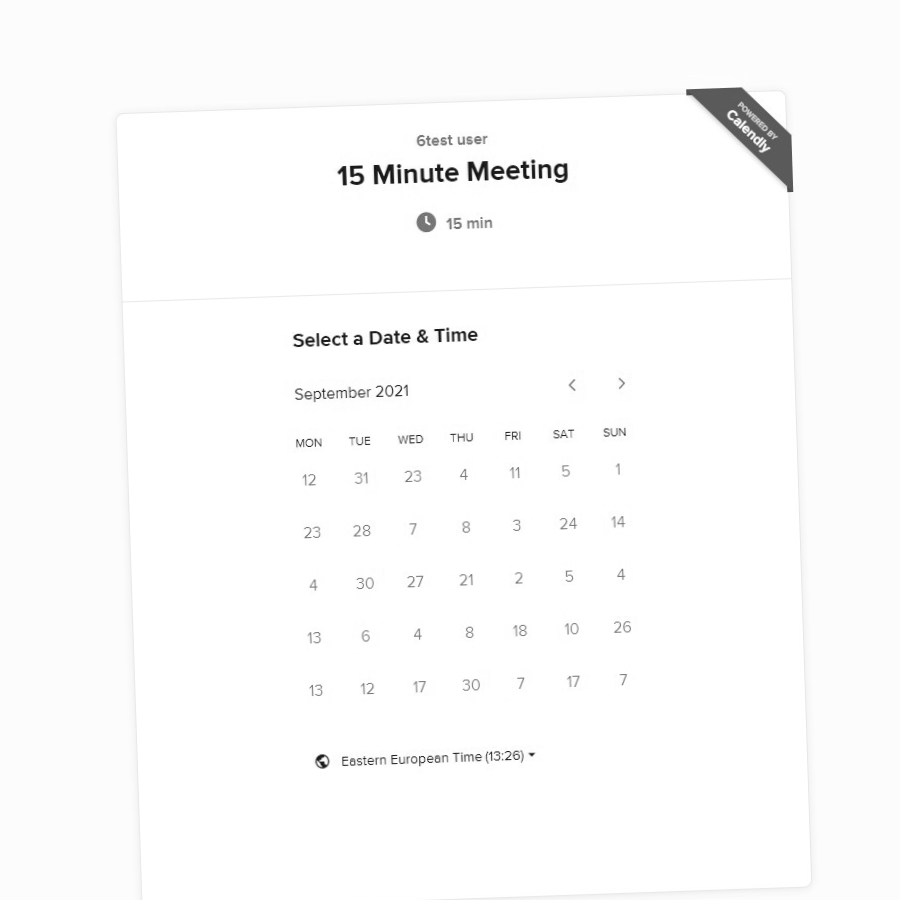 POWERED BY
Calendly
6test user
15 Minute Meeting
15 min
Select a Date & Time
September 2021
MON TUE WED THU FRI SAT SUN
12 31 23 4 11 5 1
23 28 7 8 3 24 14
4 30 27 21 2 5 4
13 6 4 8 18 10 26
13 12 17 30 7 17 7
Eastern European Time (13:26)